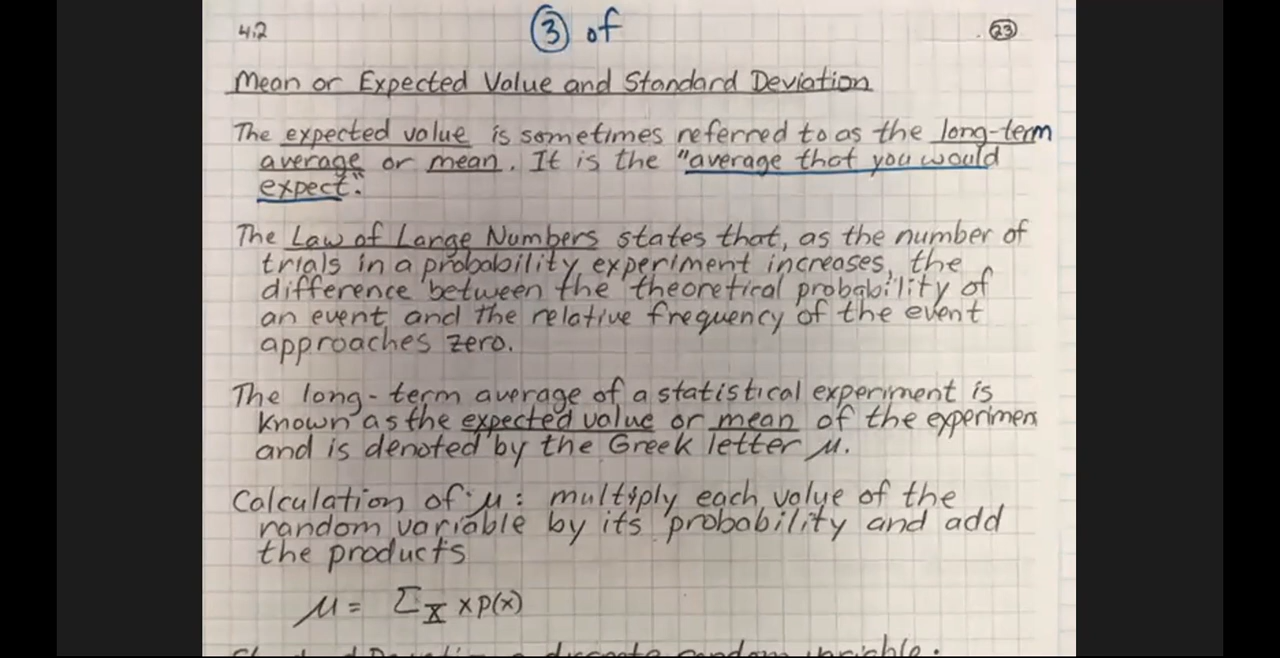 4.2
③ of
㉓
Mean or Expected Value and Standard Deviation
The expected value is sometimes referred to as the long-term
average or mean. It is the "average that you would
expect."
The Law of Large Numbers states that, as the number of
trials in a probability experiment increases, the
difference between the theoretical probability of
an event and the relative frequency of the event
approaches zero.
The long-term average of a statistical experiment is
known as the expected value or mean of the experimen
and is denoted by the Greek letter μ.
Calculation of μ: multiply each value of the
random variable by its probability and add
the products
μ = Σ_X x P(x)
discrete random variable: